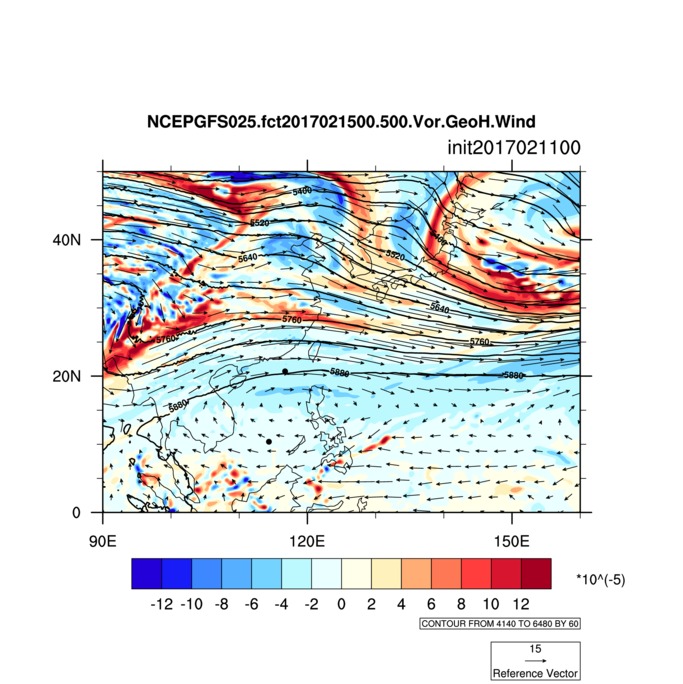 NCEPGFS025.fct2017021500.500.Vor.GeoH.Wind
init2017021100
5400
5520
40N
5640
5520
5640
5760
5760
5760
20N
5880
5880
5880
0
90E 120E 150E
-12 -10 -8 -6 -4 -2 0 2 4 6 8 10 12
*10^(-5)
CONTOUR FROM 4140 TO 6480 BY 60
15
Reference Vector